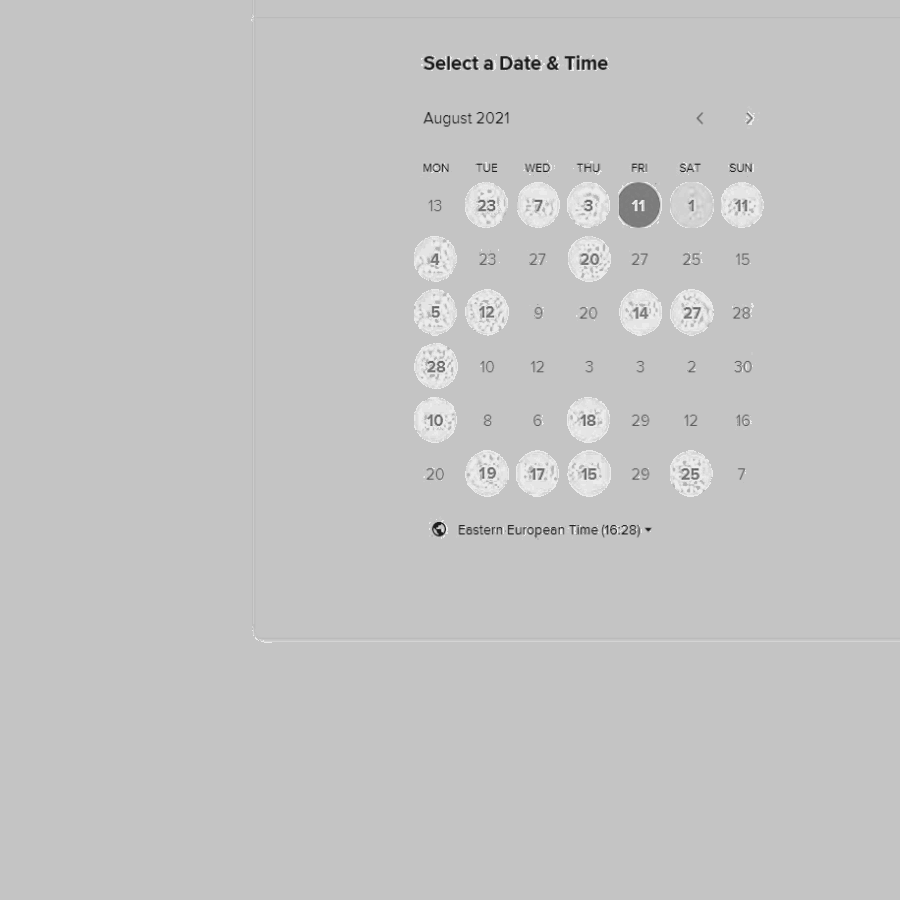 Select a Date & Time
August 2021
MON TUE WED THU FRI SAT SUN
13 23 7 3 11 1 11
4 23 27 20 27 25 15
5 12 9 20 14 27 28
28 10 12 3 3 2 30
10 8 6 18 29 12 16
20 19 17 15 29 25 7
Eastern European Time (16:28)